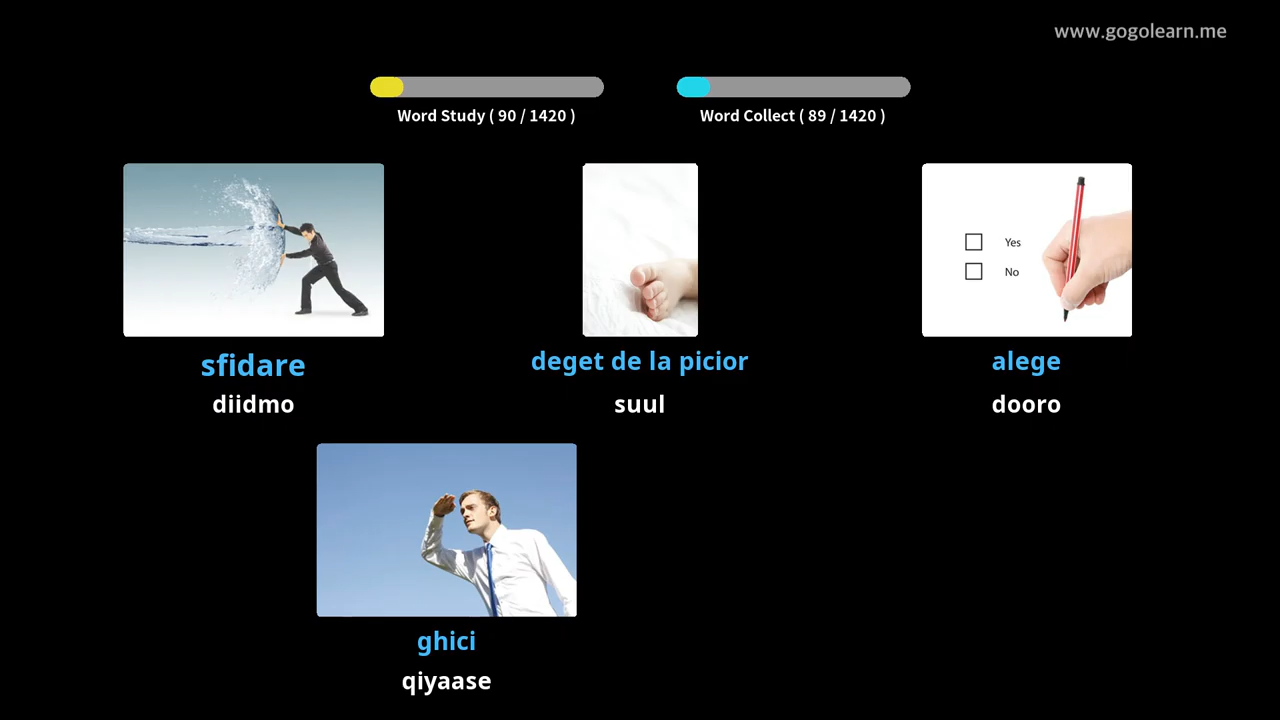 www.gogolearn.me
Word Study ( 90 / 1420 )
Word Collect ( 89 / 1420 )
Yes
No
sfidare
diidmo
deget de la picior
suul
alege
dooro
ghici
qiyaase